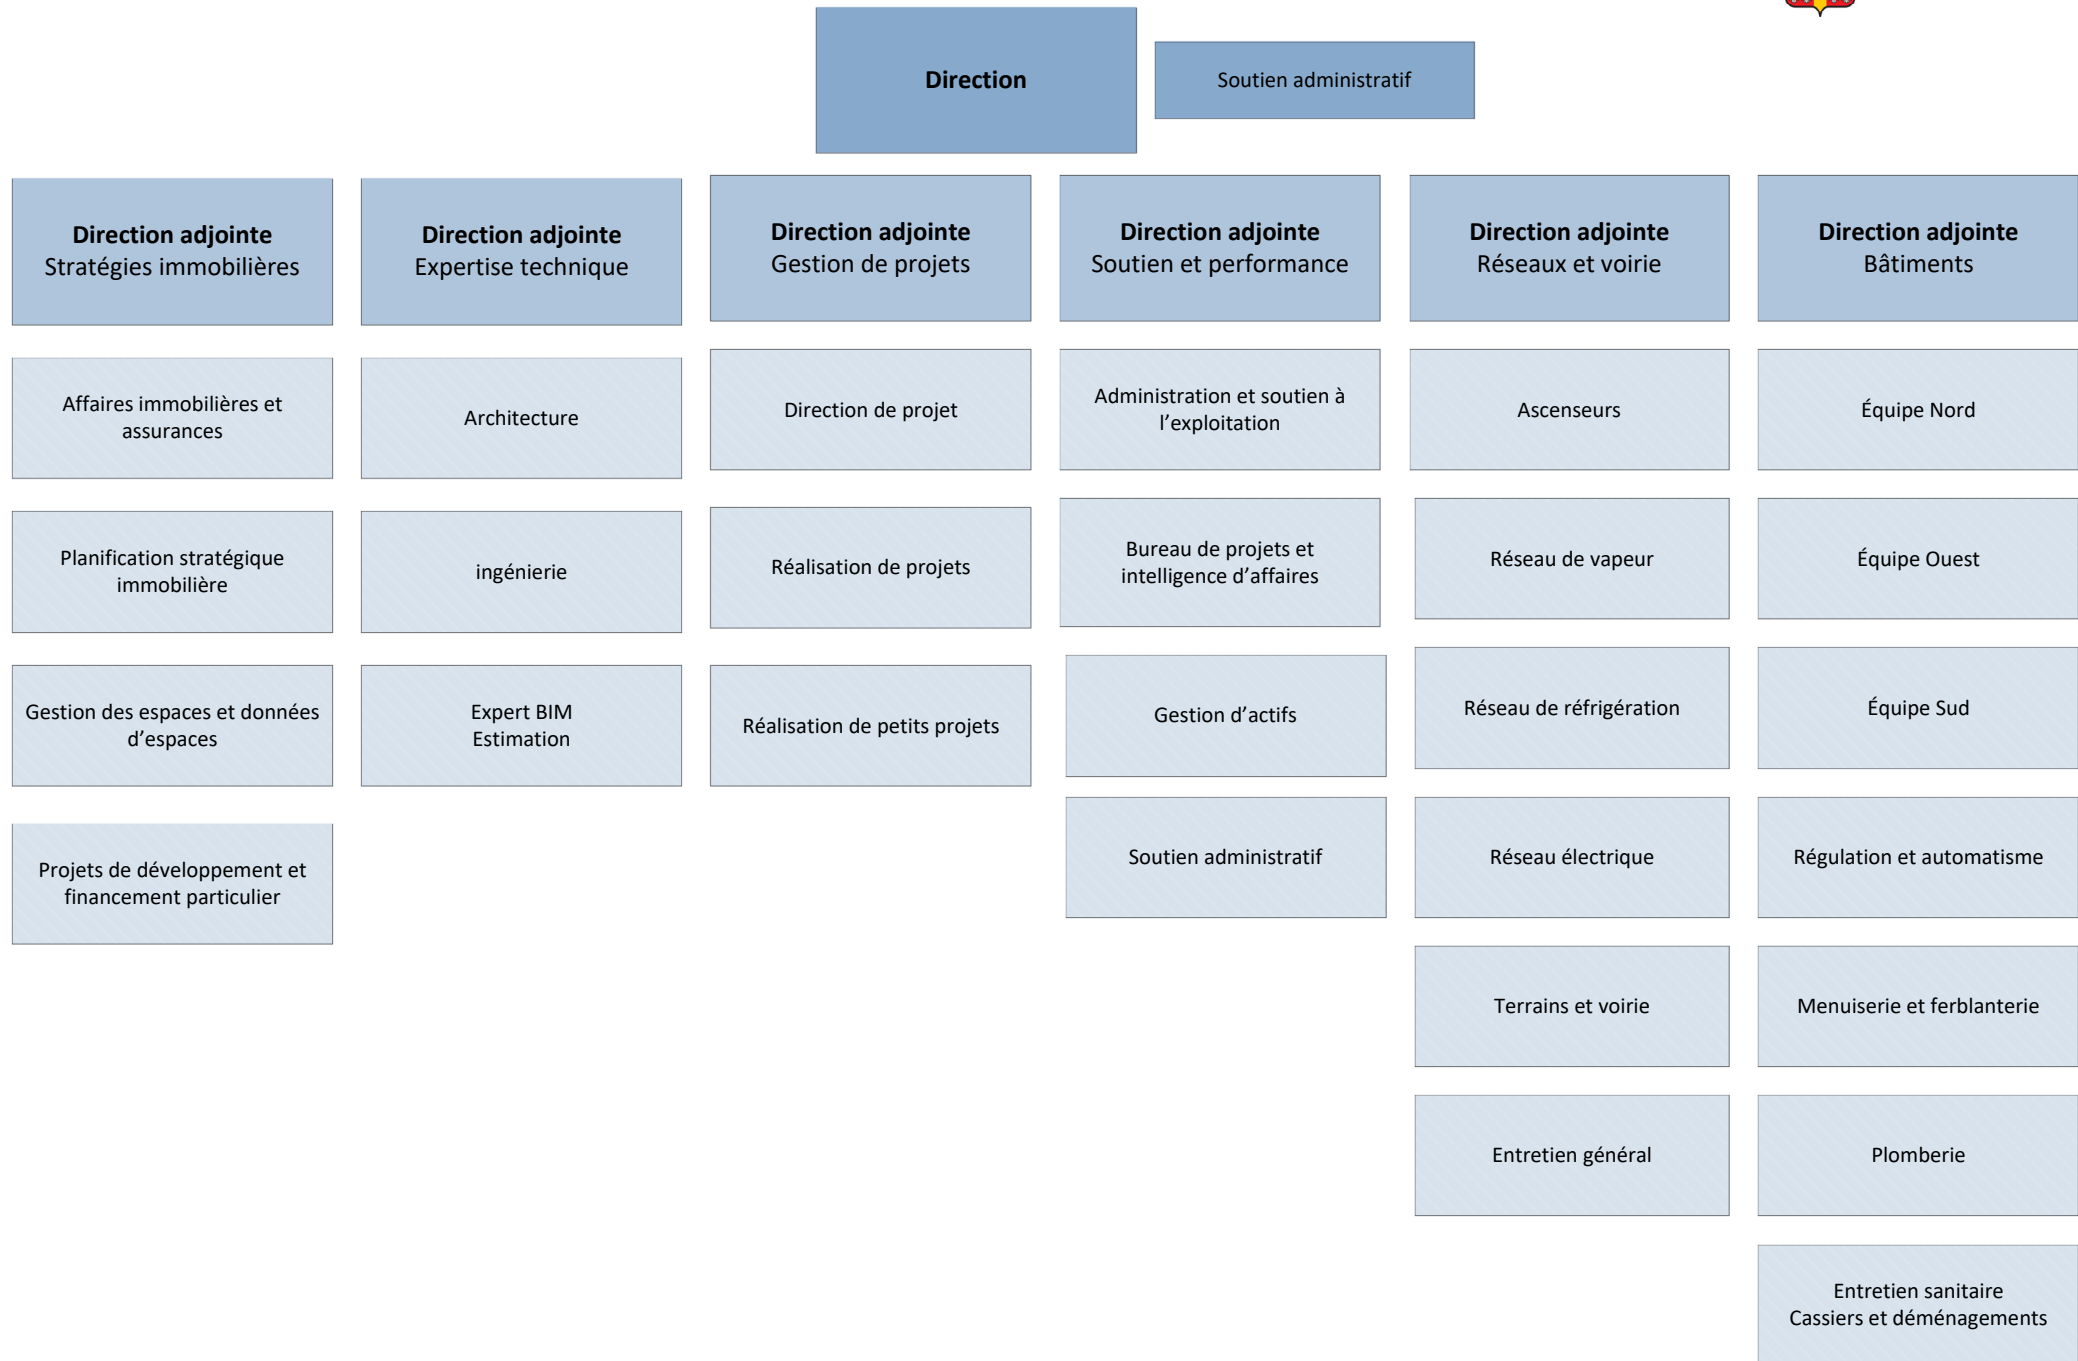 Direction
Soutien administratif
Direction adjointe
Stratégies immobilières
Affaires immobilières et
assurances
Planification stratégique
immobilière
Gestion des espaces et données
d'espaces
Projets de développement et
financement particulier
Direction adjointe
Expertise technique
Architecture
ingénierie
Expert BIM
Estimation
Direction adjointe
Gestion de projets
Direction de projet
Réalisation de projets
Réalisation de petits projets
Direction adjointe
Soutien et performance
Administration et soutien à
l'exploitation
Bureau de projets et
intelligence d'affaires
Gestion d'actifs
Soutien administratif
Direction adjointe
Réseaux et voirie
Ascenseurs
Réseau de vapeur
Réseau de réfrigération
Réseau électrique
Terrains et voirie
Entretien général
Direction adjointe
Bâtiments
Équipe Nord
Équipe Ouest
Équipe Sud
Régulation et automatisme
Menuiserie et ferblanterie
Plomberie
Entretien sanitaire
Cassiers et déménagements